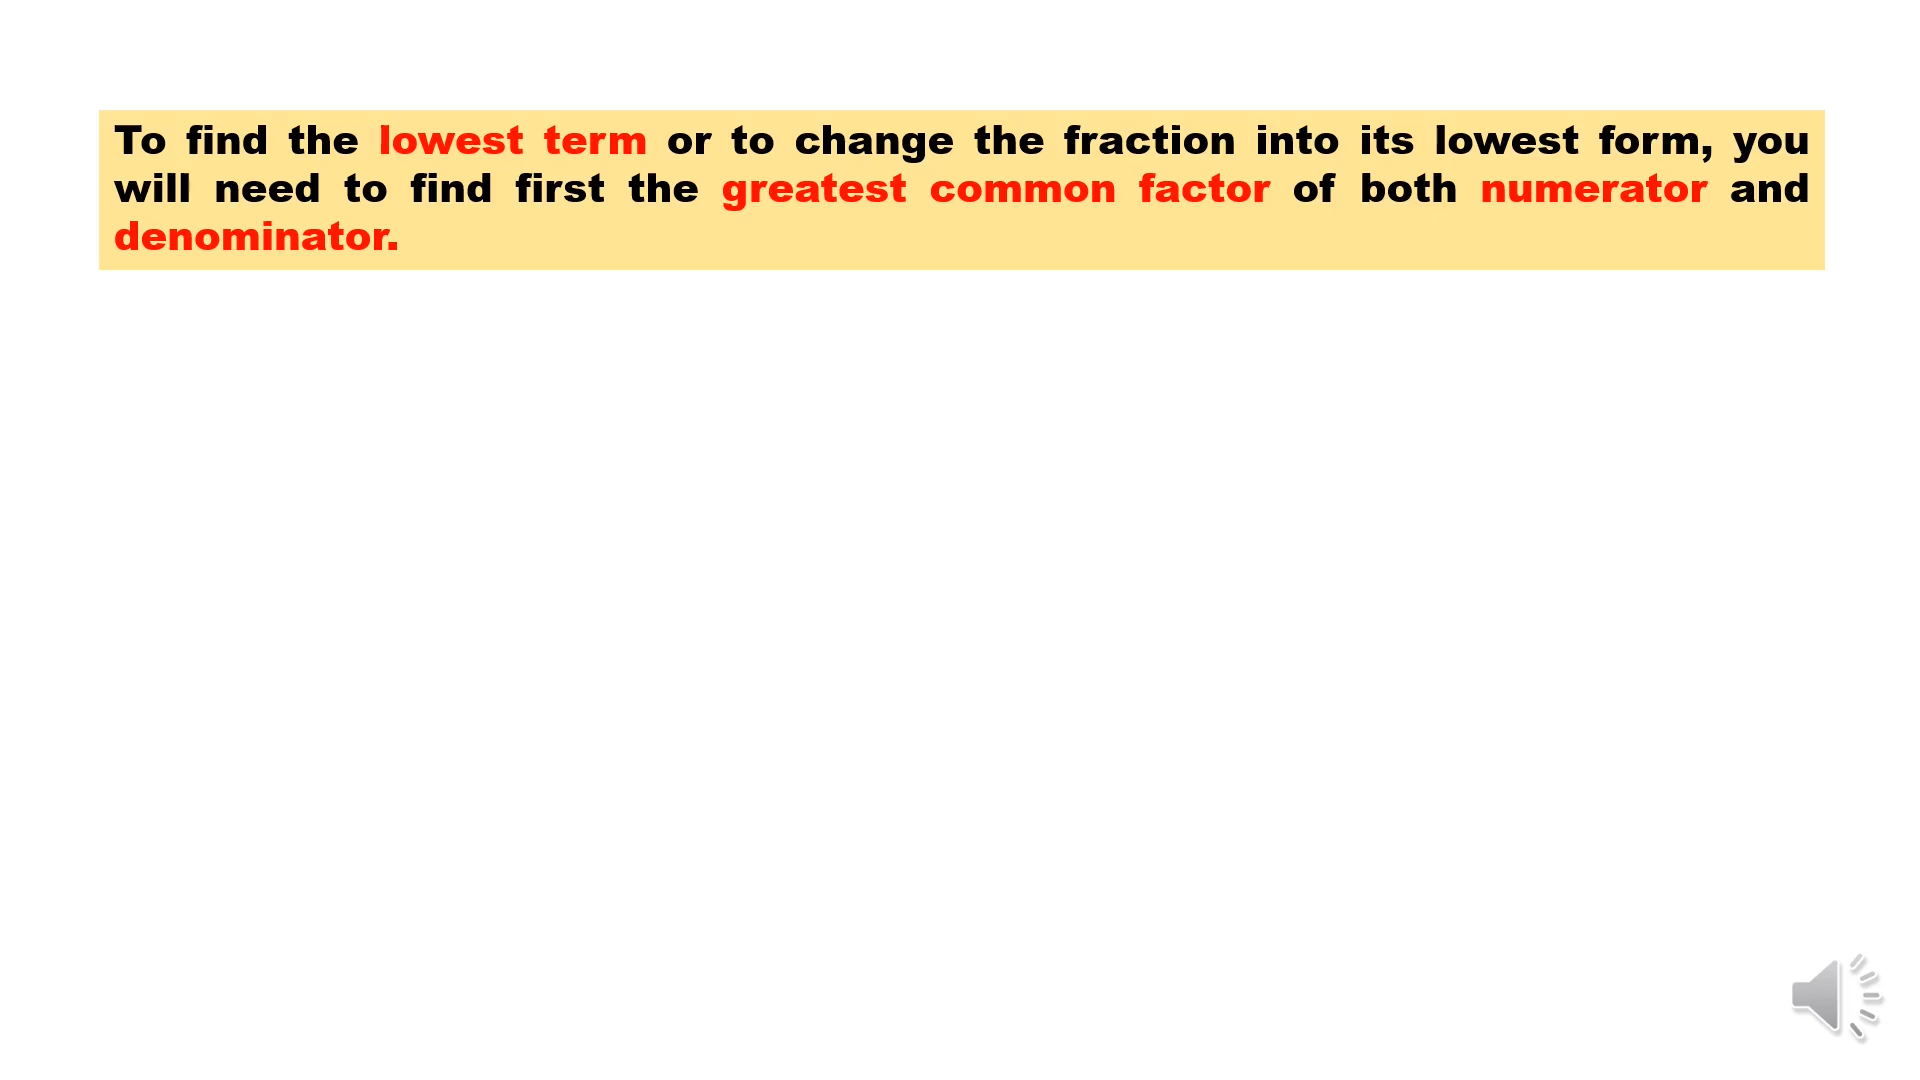 To find the lowest term or to change the fraction into its lowest form, you
will need to find first the greatest common factor of both numerator and
denominator.